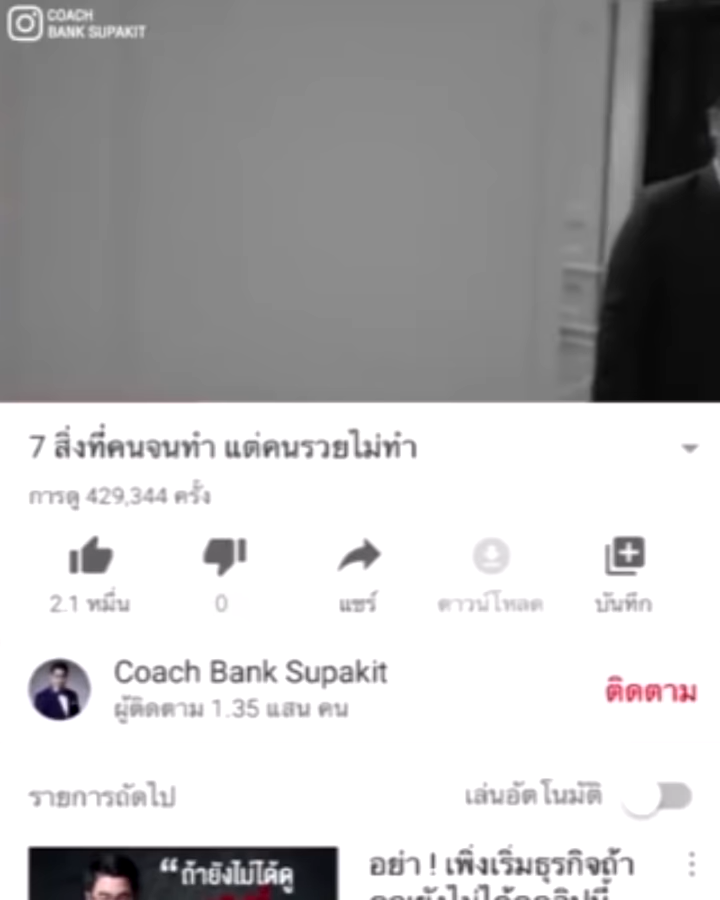 COACH
BANK SUPAKIT
7 สิ่งที่คนจนทำ แต่คนรวยไม่ทำ
การดู 429,344 ครั้ง
2.1 หมื่น
0
แชร์
ดาวน์โหลด
บันทึก
Coach Bank Supakit
ผู้ติดตาม 1.35 แสน คน
ติดตาม
รายการถัดไป
เล่นอัตโนมัติ
“ถ้ายังไม่ได้ดู
อย่า ! เพิ่งเริ่มธุรกิจถ้า